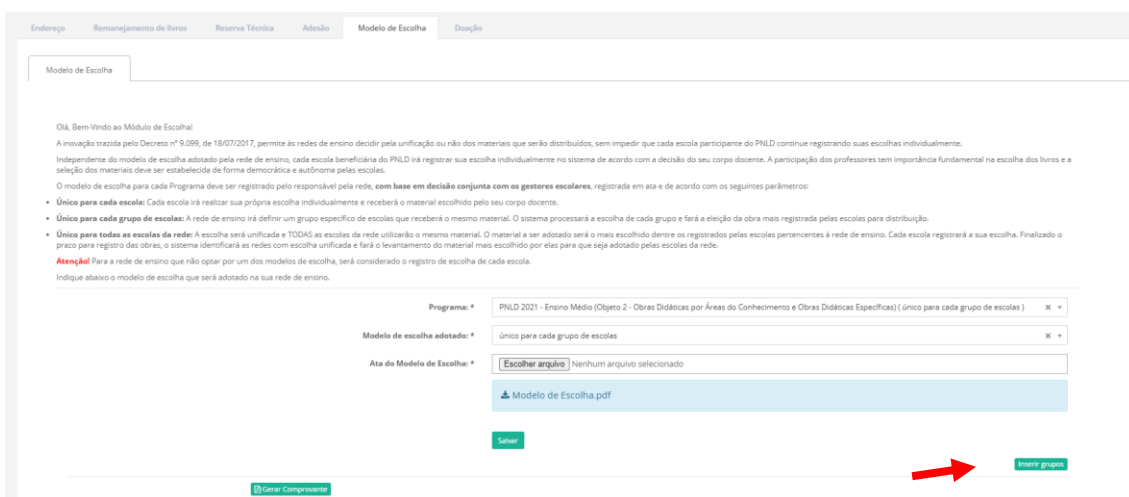 Endereço Remanejamento de livros Reserva Técnica Adesão Modelo de Escolha Doação
Modelo de Escolha
Olá, Bem-Vindo ao Módulo de Escolha!
A inovação trazida pelo Decreto nº 9.099, de 18/07/2017, permite às redes de ensino decidir pela unificação ou não dos materiais que serão distribuídos, sem impedir que cada escola participante do PNLD continue registrando suas escolhas individualmente.
Independente do modelo de escolha adotado pela rede de ensino, cada escola beneficiária do PNLD irá registrar sua escolha individualmente no sistema de acordo com a decisão do seu corpo docente. A participação dos professores tem importância fundamental na escolha dos livros e a
seleção dos materiais deve ser estabelecida de forma democrática e autônoma pelas escolas.
O modelo de escolha para cada Programa deve ser registrado pelo responsável pela rede, com base em decisão conjunta com os gestores escolares, registrada em ata e de acordo com os seguintes parâmetros:
• Único para cada escola: Cada escola irá realizar sua própria escolha individualmente e receberá o material escolhido pelo seu corpo docente.
• Único para cada grupo de escolas: A rede de ensino irá definir um grupo específico de escolas que receberá o mesmo material. O sistema processará a escolha de cada grupo e fará a eleição da obra mais registrada pelas escolas para distribuição.
• Único para todas as escolas da rede: A escolha será unificada e TODAS as escolas da rede utilizarão o mesmo material. O material a ser adotado será o mais escolhido dentre os registrados pelas escolas pertencentes à rede de ensino. Cada escola registrará a sua escolha. Finalizado o
prazo para registro das obras, o sistema identificará as redes com escolha unificada e fará o levantamento do material mais escolhido por elas para que seja adotado pelas escolas da rede.
Atenção! Para a rede de ensino que não optar por um dos modelos de escolha, será considerado o registro de escolha de cada escola.
Indique abaixo o modelo de escolha que será adotado na sua rede de ensino.
Programa: * PNLD 2021 - Ensino Médio (Objeto 2 - Obras Didáticas por Áreas do Conhecimento e Obras Didáticas Específicas) ( único para cada grupo de escolas )
Modelo de escolha adotado: * único para cada grupo de escolas
Ata do Modelo de Escolha: * Escolher arquivo Nenhum arquivo selecionado
Modelo de Escolha.pdf
Salvar
Inserir grupos
Gerar Comprovante